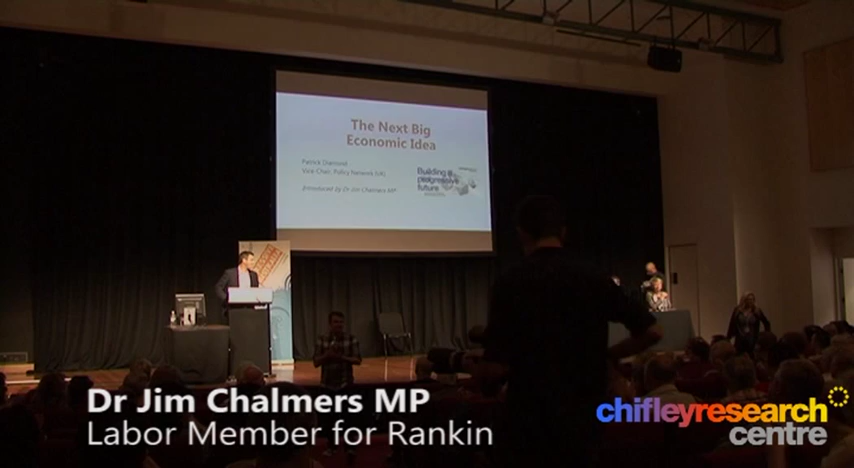 The Next Big
Economic Idea
Patrick Diamond
Vice-Chair, Policy Network (UK)
Introduced by Dr Jim Chalmers MP
Building a
progressive
future
Dr Jim Chalmers MP
Labor Member for Rankin
chifleyresearch
centre